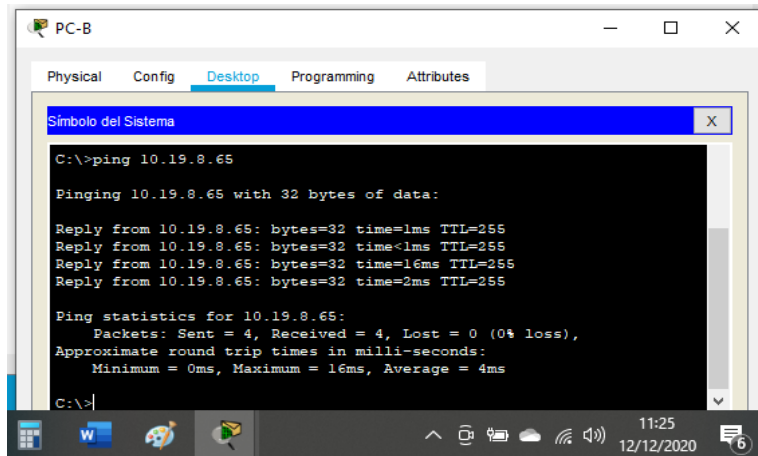 PC-B
Physical Config Desktop Programming Attributes
Símbolo del Sistema X
C:\>ping 10.19.8.65
Pinging 10.19.8.65 with 32 bytes of data:
Reply from 10.19.8.65: bytes=32 time=1ms TTL=255
Reply from 10.19.8.65: bytes=32 time<1ms TTL=255
Reply from 10.19.8.65: bytes=32 time=16ms TTL=255
Reply from 10.19.8.65: bytes=32 time=2ms TTL=255
Ping statistics for 10.19.8.65:
Packets: Sent = 4, Received = 4, Lost = 0 (0% loss),
Approximate round trip times in milli-seconds:
Minimum = 0ms, Maximum = 16ms, Average = 4ms
C:\>
W
11:25
12/12/2020
6